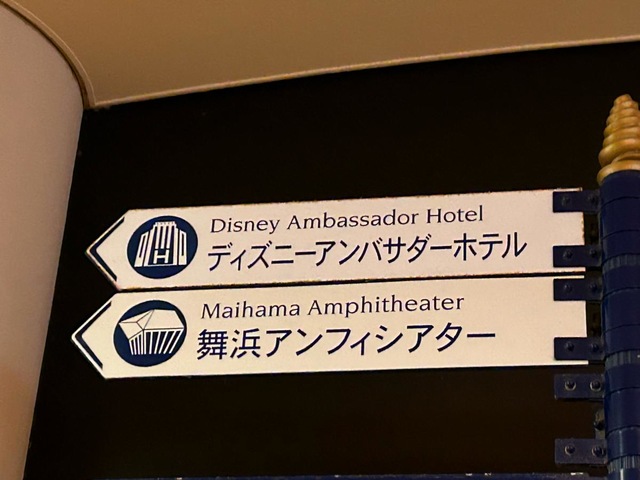 Disney Ambassador Hotel
ディズニーアンバサダーホテル
Maihama Amphitheater
舞浜アンフィシアター